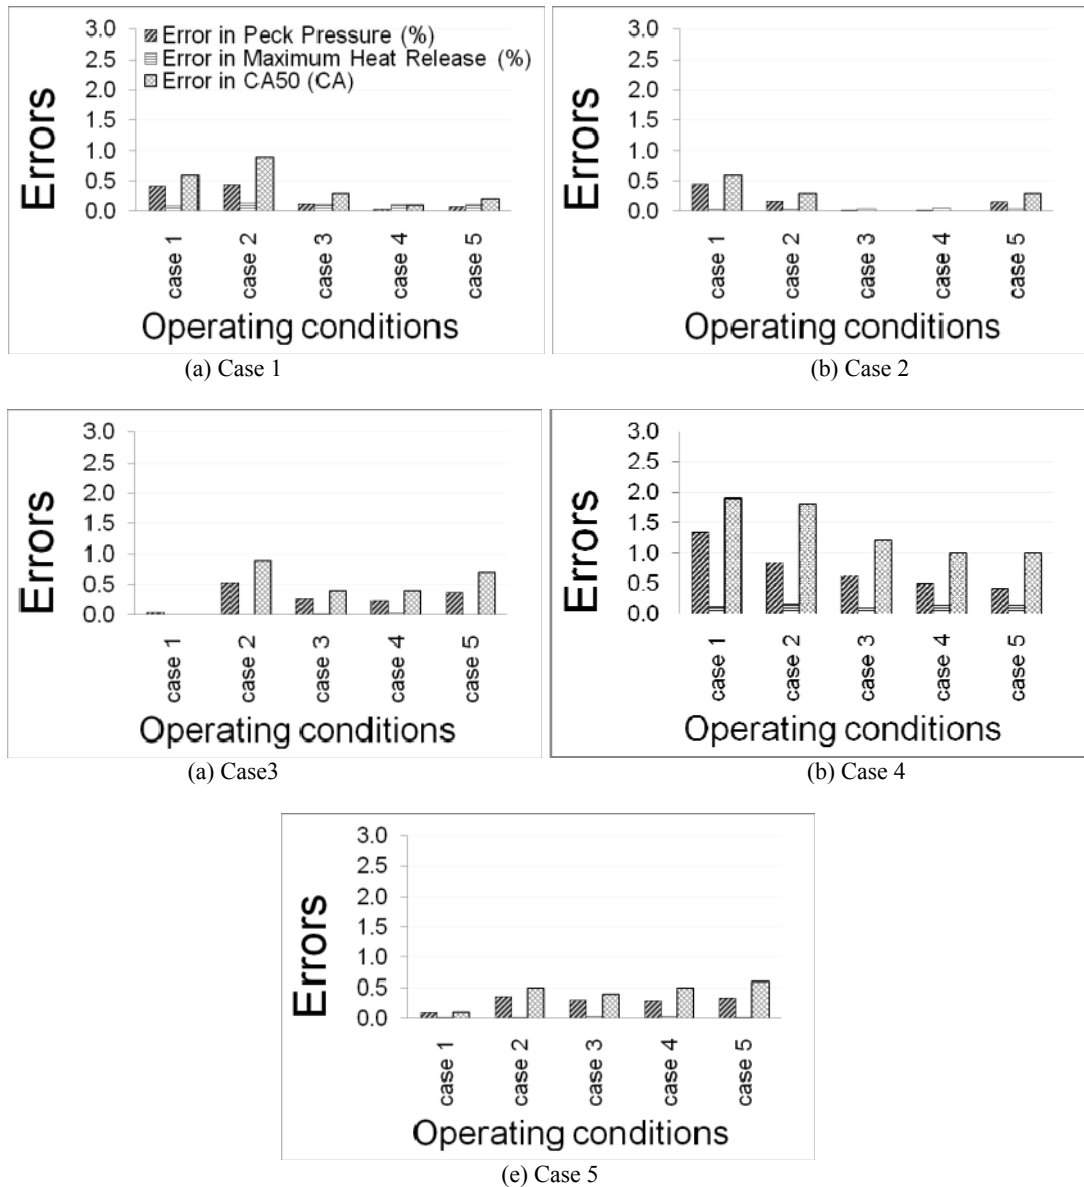 3.0
2.5
2.0
1.5
1.0
0.5
0.0
Errors
Error in Peck Pressure (%)
Error in Maximum Heat Release (%)
Error in CA50 (CA)
case 1
case 2
case 3
case 4
case 5
Operating conditions
(a) Case 1
3.0
2.5
2.0
1.5
1.0
0.5
0.0
Errors
case 1
case 2
case 3
case 4
case 5
Operating conditions
(b) Case 2
3.0
2.5
2.0
1.5
1.0
0.5
0.0
Errors
case 1
case 2
case 3
case 4
case 5
Operating conditions
(a) Case3
3.0
2.5
2.0
1.5
1.0
0.5
0.0
Errors
case 1
case 2
case 3
case 4
case 5
Operating conditions
(b) Case 4
3.0
2.5
2.0
1.5
1.0
0.5
0.0
Errors
case 1
case 2
case 3
case 4
case 5
Operating conditions
(e) Case 5